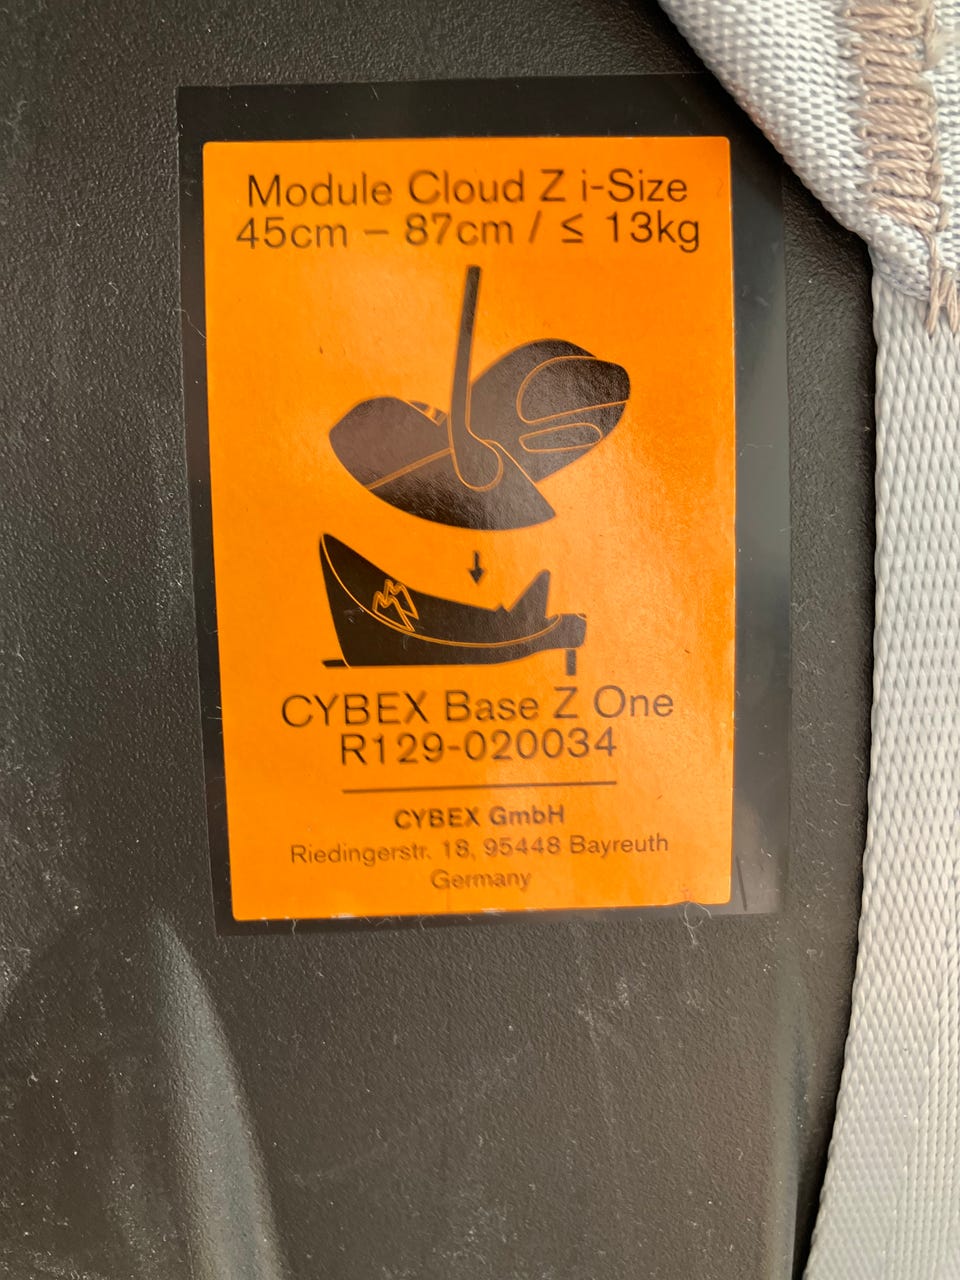 Module Cloud Z i-Size
45cm – 87cm / ≤ 13kg
CYBEX Base Z One
R129-020034
CYBEX GmbH
Riedingerstr. 18, 95448 Bayreuth
Germany